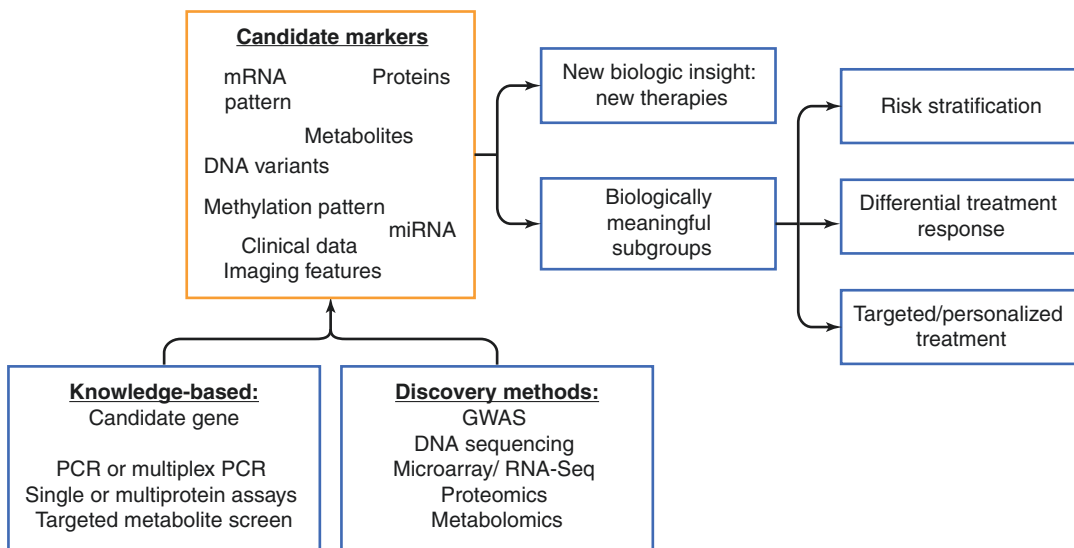 Candidate markers
mRNA
pattern
Proteins
Metabolites
DNA variants
Methylation pattern
miRNA
Clinical data
Imaging features
New biologic insight:
new therapies
Biologically
meaningful
subgroups
Risk stratification
Differential treatment
response
Targeted/personalized
treatment
Knowledge-based:
Candidate gene
PCR or multiplex PCR
Single or multiprotein assays
Targeted metabolite screen
Discovery methods:
GWAS
DNA sequencing
Microarray/ RNA-Seq
Proteomics
Metabolomics